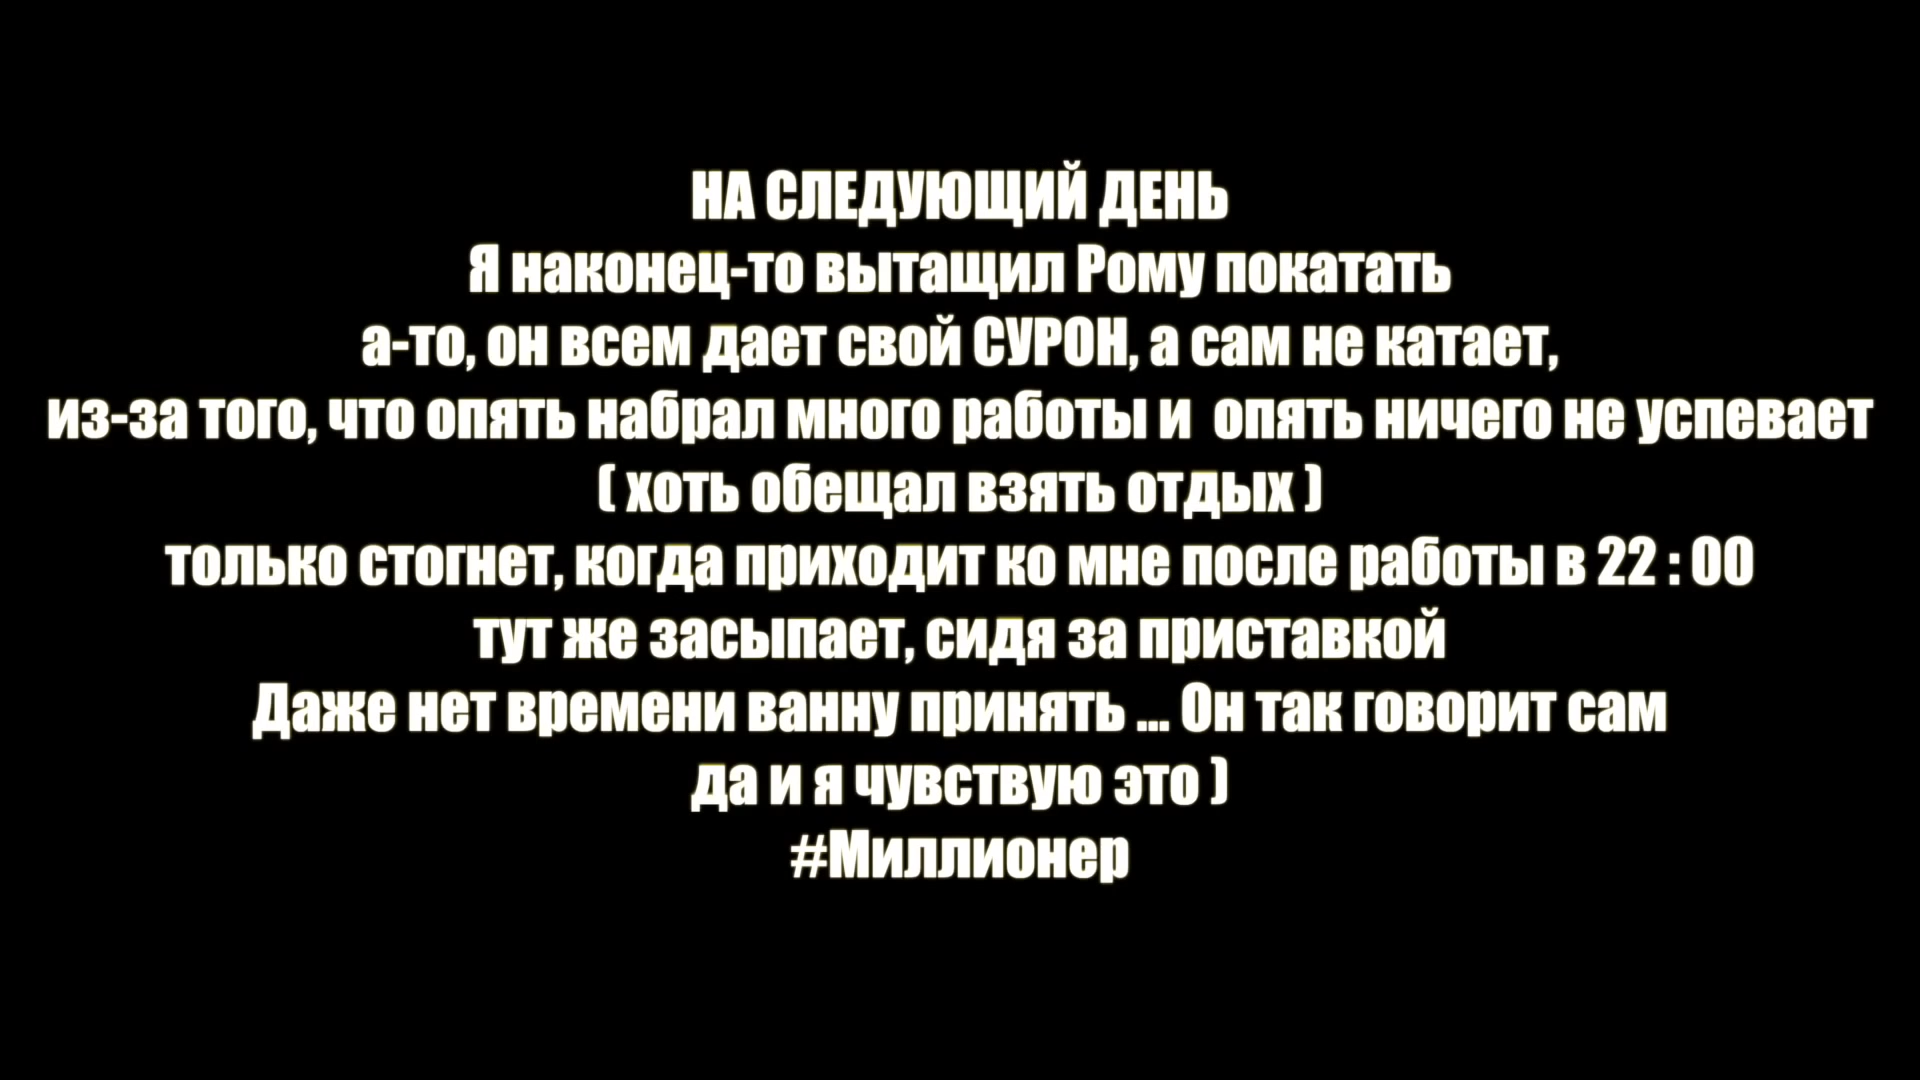 НА СЛЕДУЮЩИЙ ДЕНЬ
Я наконец-то вытащил Рому покатать
а-то, он всем дает свой СУРОН, а сам не катает,
из-за того, что опять набрал много работы и  опять ничего не успевает
( хоть обещал взять отдых )
только стогнет, когда приходит ко мне после работы в 22 : 00
тут же засыпает, сидя за приставкой
Даже нет времени ванну принять ... Он так говорит сам
да и я чувствую это )
#Миллионер